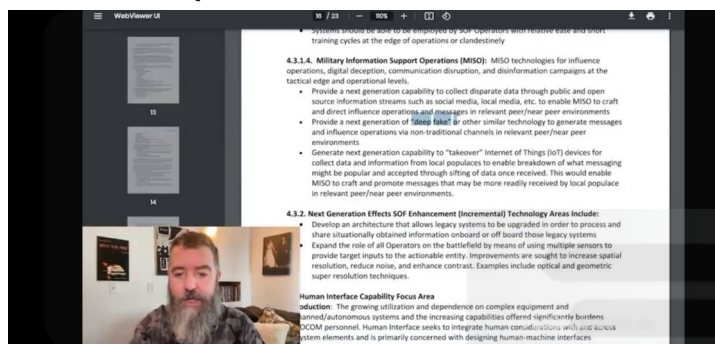 WebViewer UI
16 / 23
110%
Systems should be able to be employed by SOF Operators with relative ease and short
training cycles at the edge of operations or clandestinely
4.3.1.4. Military Information Support Operations (MISO): MISO technologies for influence
operations, digital deception, communication disruption, and disinformation campaigns at the
tactical edge and operational levels.
• Provide a next generation capability to collect disparate data through public and open
source information streams such as social media, local media, etc. to enable MISO to craft
and direct influence operations and messages in relevant peer/near peer environments
• Provide a next generation of "deep fake" or other similar technology to generate messages
and influence operations via non-traditional channels in relevant peer/near peer
environments
• Generate next generation capability to "takeover" Internet of Things (IoT) devices for
collect data and information from local populaces to enable breakdown of what messaging
might be popular and accepted through sifting of data once received. This would enable
MISO to craft and promote messages that may be more readily received by local populace
in relevant peer/near peer environments.
4.3.2. Next Generation Effects SOF Enhancement (Incremental) Technology Areas Include:
• Develop an architecture that allows legacy systems to be upgraded in order to process and
share situationally obtained information onboard or off board those legacy systems
• Expand the role of all Operators on the battlefield by means of using multiple sensors to
provide target inputs to the actionable entity. Improvements are sought to increase spatial
resolution, reduce noise, and enhance contrast. Examples include optical and geometric
super resolution techniques.
Human Interface Capability Focus Area
oduction: The growing utilization and dependence on complex equipment and
anned/autonomous systems and the increasing capabilities offered significantly burdens
OCOM personnel. Human Interface seeks to integrate human considerations with and across
ystem elements and is primarily concerned with designing human-machine interfaces
13
14